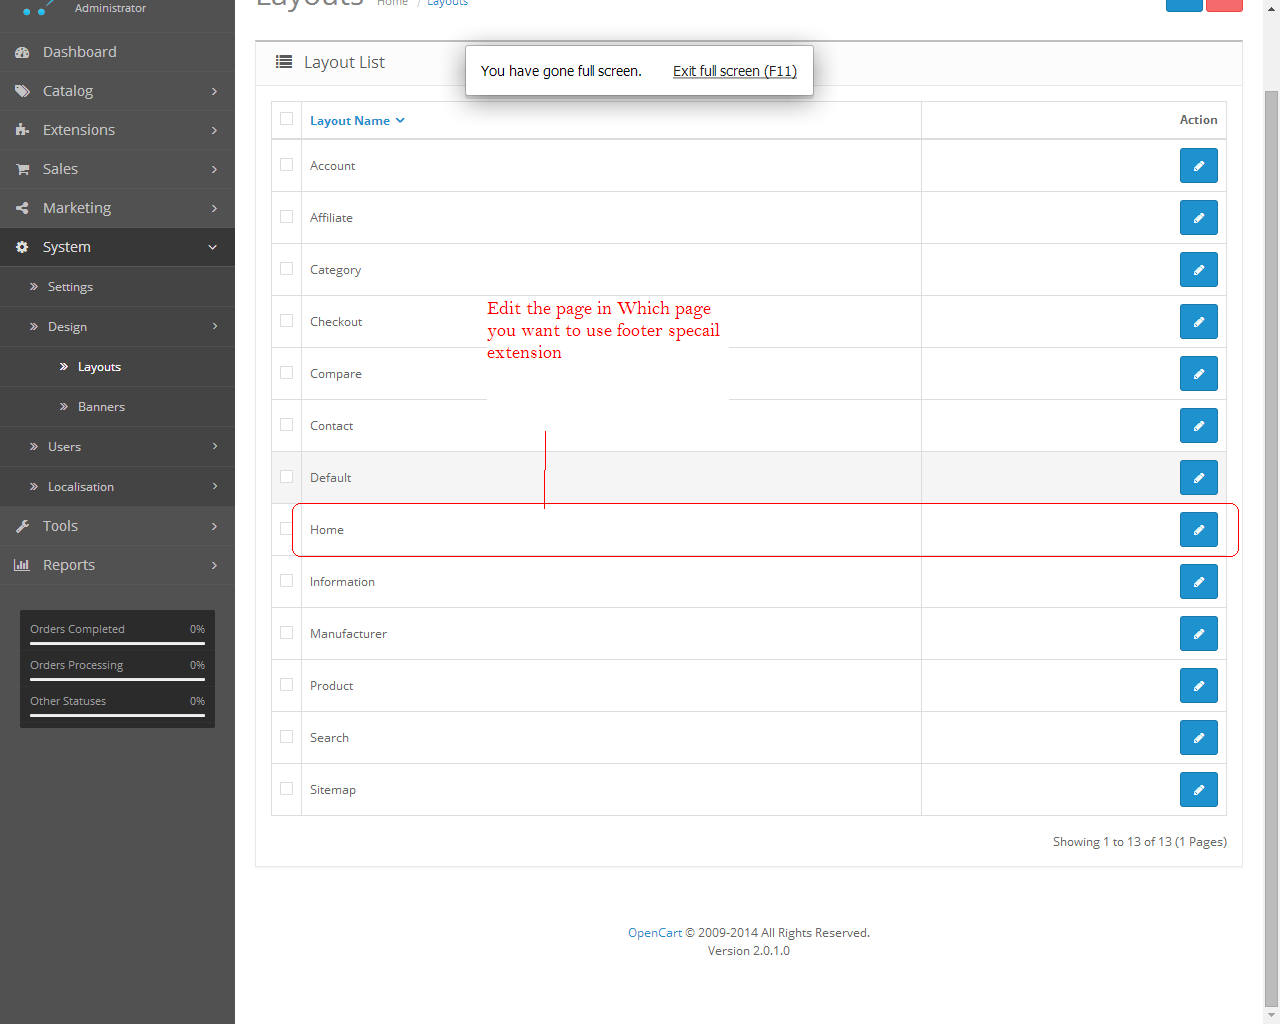 Administrator
Dashboard
Catalog
Extensions
Sales
Marketing
System
Settings
Design
Layouts
Banners
Users
Localisation
Tools
Reports
Orders Completed 0%
Orders Processing 0%
Other Statuses 0%
Layouts Home / Layouts
Layout List
You have gone full screen. Exit full screen (F11)
Layout Name Action
Account
Affiliate
Category
Checkout
Compare
Contact
Default
Home
Information
Manufacturer
Product
Search
Sitemap
Edit the page in Which page
you want to use footer specail
extension
Showing 1 to 13 of 13 (1 Pages)
OpenCart © 2009-2014 All Rights Reserved.
Version 2.0.1.0